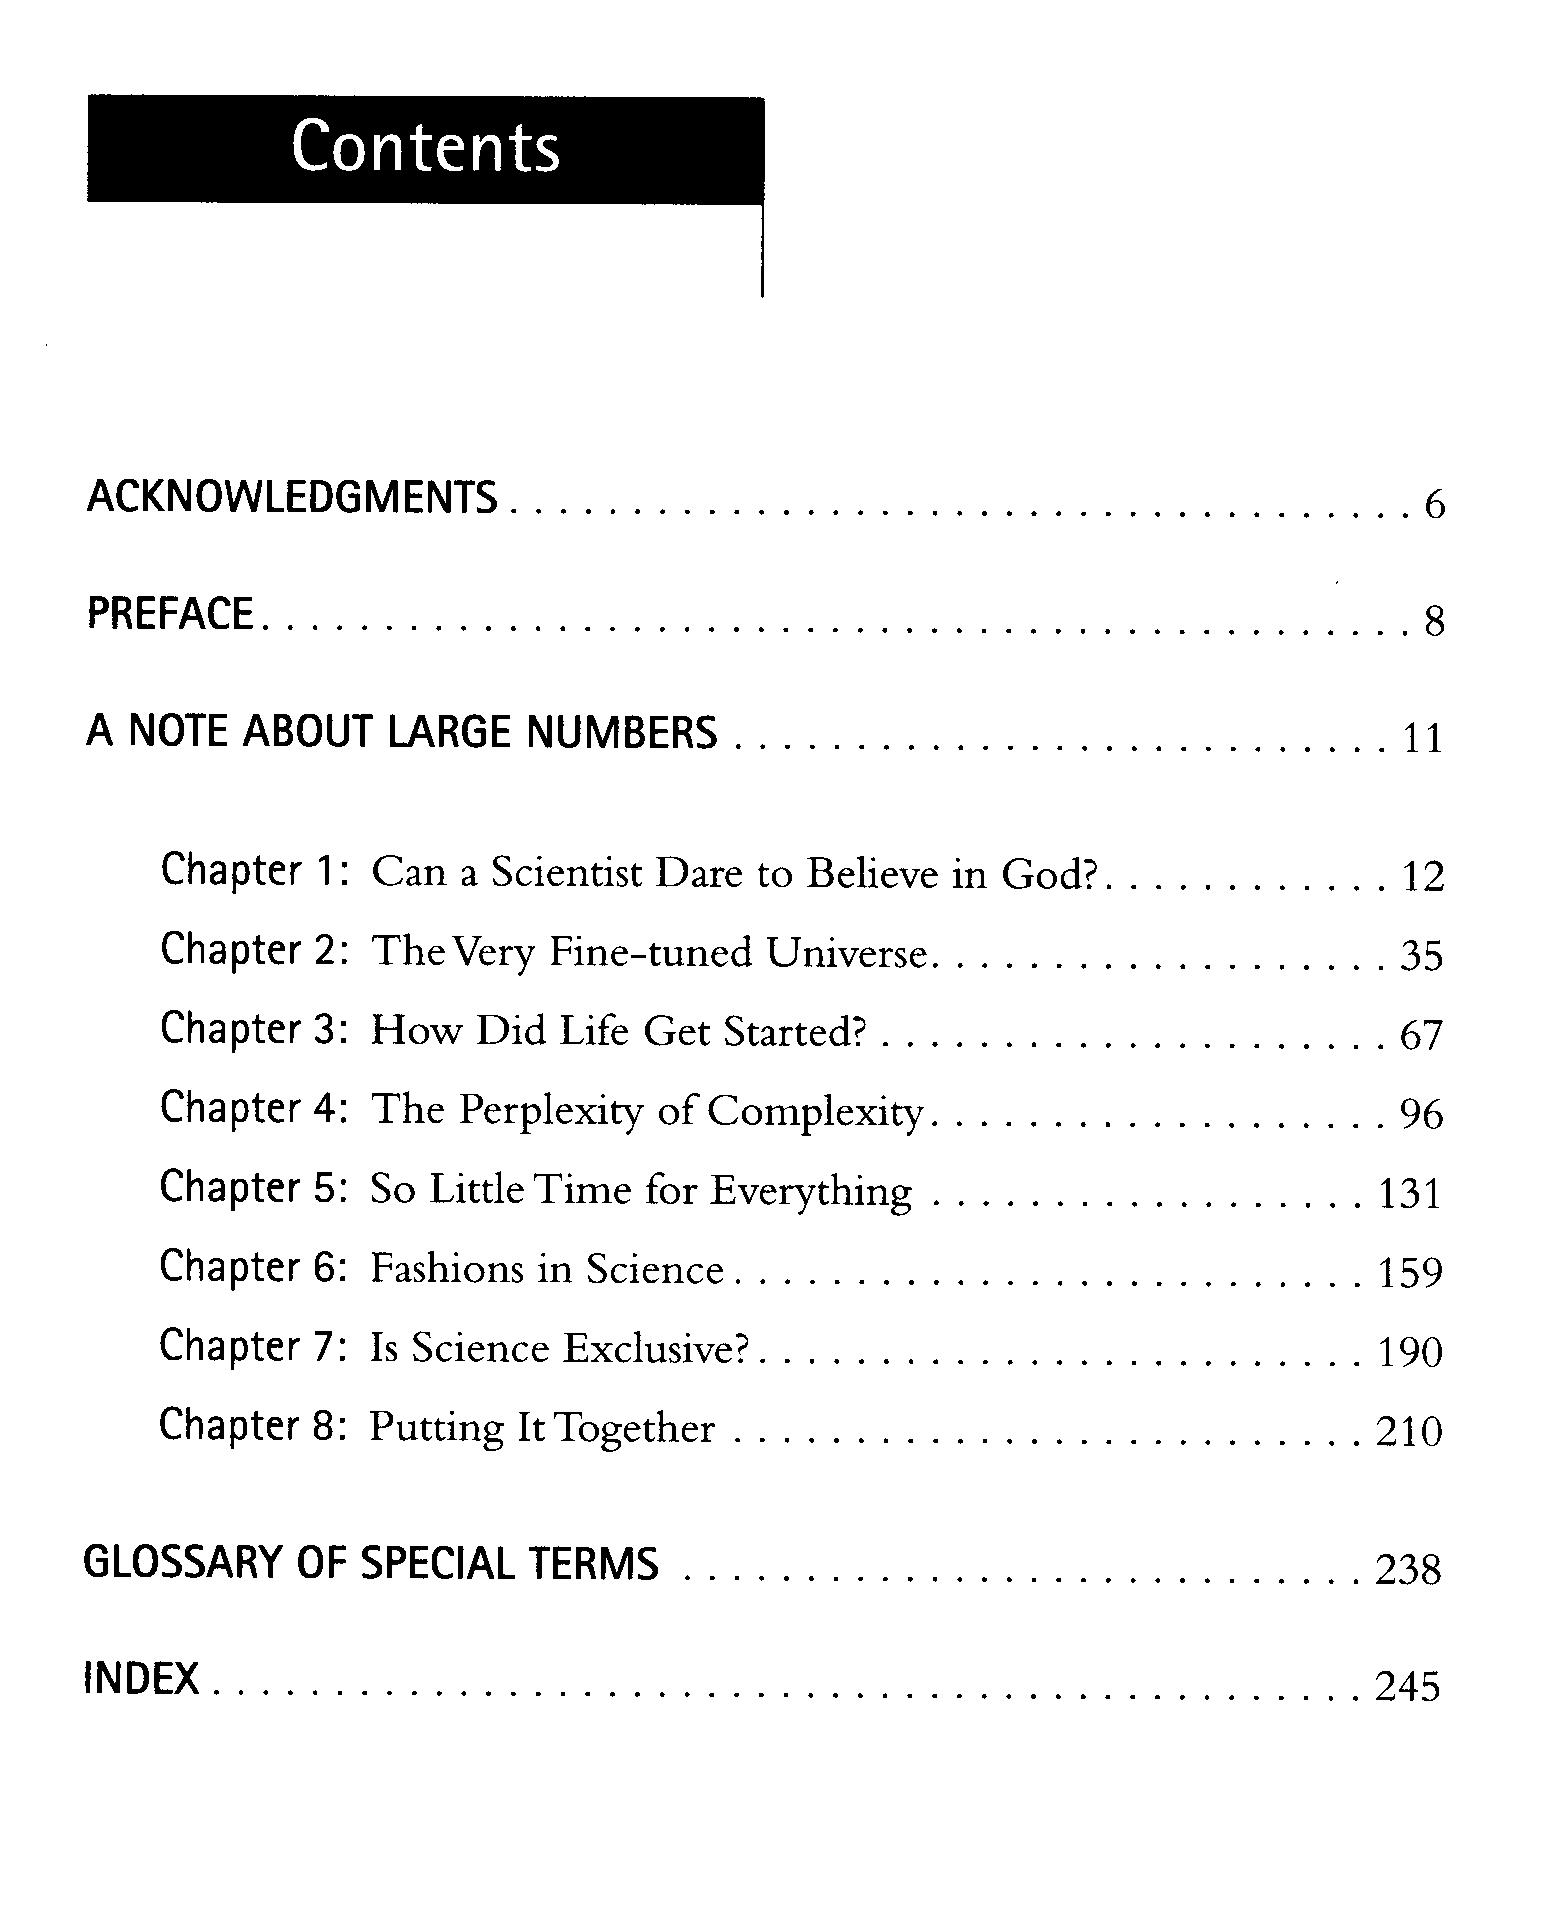 Contents
ACKNOWLEDGMENTS . . . . . . . . . . . . . . . . . . . . . . . . . . . . . . . . . . . . . 6
PREFACE. . . . . . . . . . . . . . . . . . . . . . . . . . . . . . . . . . . . . . . . . . . . . . . 8
A NOTE ABOUT LARGE NUMBERS . . . . . . . . . . . . . . . . . . . . . . . . . . . 11
Chapter 1: Can a Scientist Dare to Believe in God? . . . . . . . . . . . . 12
Chapter 2: The Very Fine-tuned Universe. . . . . . . . . . . . . . . . . . . 35
Chapter 3: How Did Life Get Started? . . . . . . . . . . . . . . . . . . . . . 67
Chapter 4: The Perplexity of Complexity. . . . . . . . . . . . . . . . . . . 96
Chapter 5: So Little Time for Everything . . . . . . . . . . . . . . . . . . 131
Chapter 6: Fashions in Science . . . . . . . . . . . . . . . . . . . . . . . . . . 159
Chapter 7: Is Science Exclusive? . . . . . . . . . . . . . . . . . . . . . . . . . 190
Chapter 8: Putting It Together . . . . . . . . . . . . . . . . . . . . . . . . . . 210
GLOSSARY OF SPECIAL TERMS . . . . . . . . . . . . . . . . . . . . . . . . . . . . 238
INDEX . . . . . . . . . . . . . . . . . . . . . . . . . . . . . . . . . . . . . . . . . . . . . . . 245